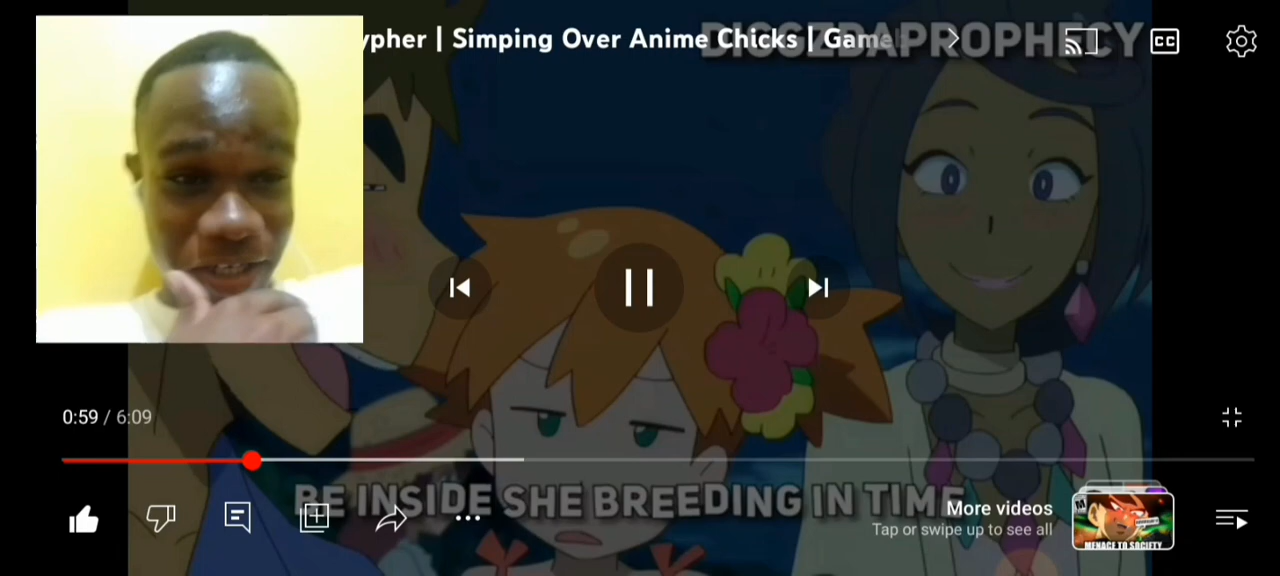 ypher | Simping Over Anime Chicks | Game
DIGGZDAPROPHECY
0:59 / 6:09
BE INSIDE SHE BREEDING IN TIME
More videos
Tap or swipe up to see all
MENACE TO SOCIETY